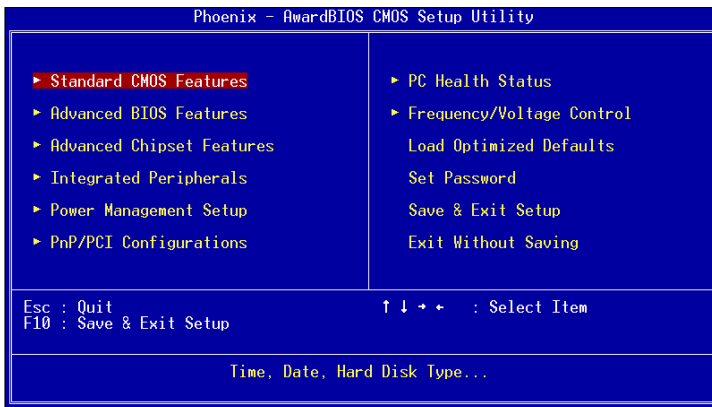 Phoenix - AwardBIOS CMOS Setup Utility
► Standard CMOS Features
► Advanced BIOS Features
► Advanced Chipset Features
► Integrated Peripherals
► Power Management Setup
► PnP/PCI Configurations
► PC Health Status
► Frequency/Voltage Control
Load Optimized Defaults
Set Password
Save & Exit Setup
Exit Without Saving
Esc : Quit
F10 : Save & Exit Setup
↑ ↓ → ← : Select Item
Time, Date, Hard Disk Type...